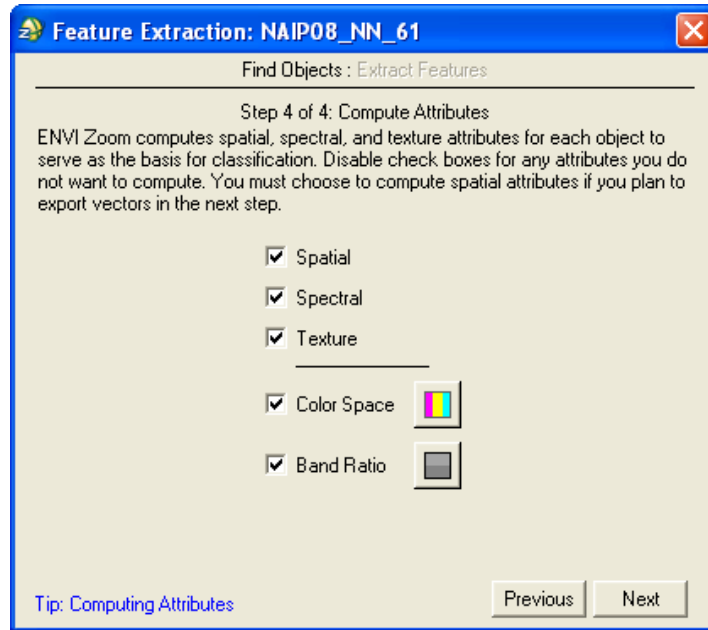 Feature Extraction: NAIP08_NN_61
Find Objects : Extract Features
Step 4 of 4: Compute Attributes
ENVI Zoom computes spatial, spectral, and texture attributes for each object to
serve as the basis for classification. Disable check boxes for any attributes you do
not want to compute. You must choose to compute spatial attributes if you plan to
export vectors in the next step.
Spatial
Spectral
Texture
Color Space
Band Ratio
Tip: Computing Attributes
Previous Next